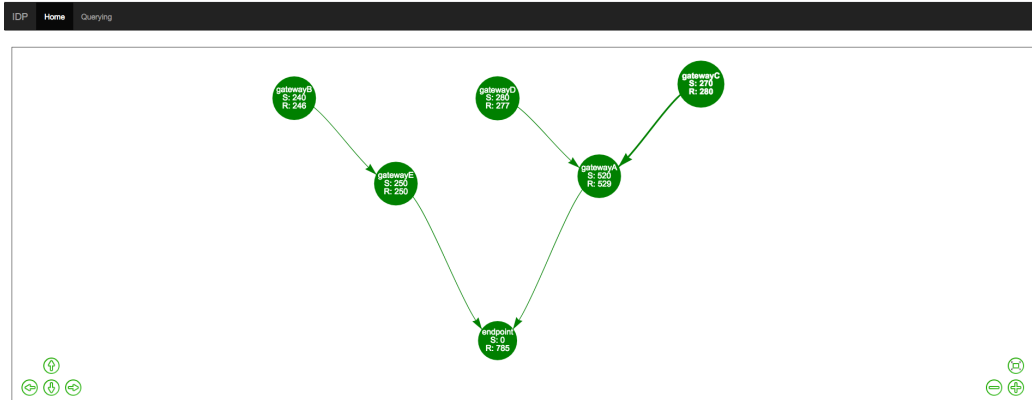 IDP Home Querying
gatewayB
S: 240
R: 246
gatewayD
S: 280
R: 277
gatewayC
S: 270
R: 280
gatewayE
S: 250
R: 250
gatewayA
S: 520
R: 529
endpoint
S: 0
R: 785